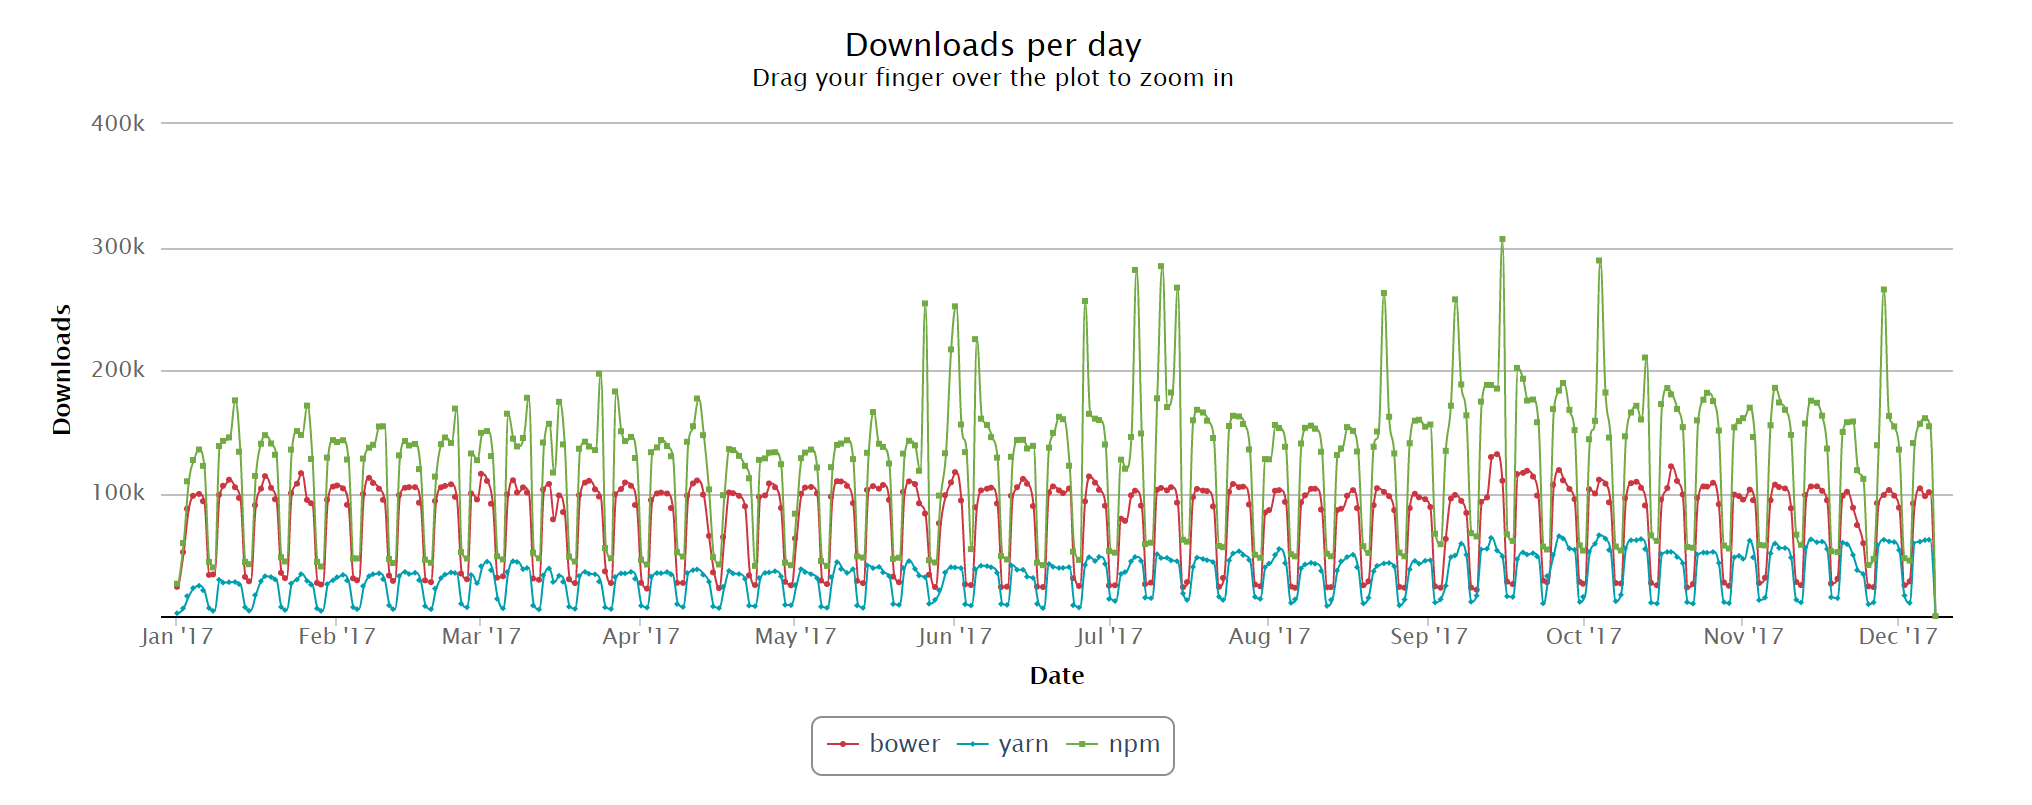 Downloads per day
Drag your finger over the plot to zoom in
400k
300k
200k
100k
Downloads
Jan '17 Feb '17 Mar '17 Apr '17 May '17 Jun '17 Jul '17 Aug '17 Sep '17 Oct '17 Nov '17 Dec '17
Date
bower yarn npm